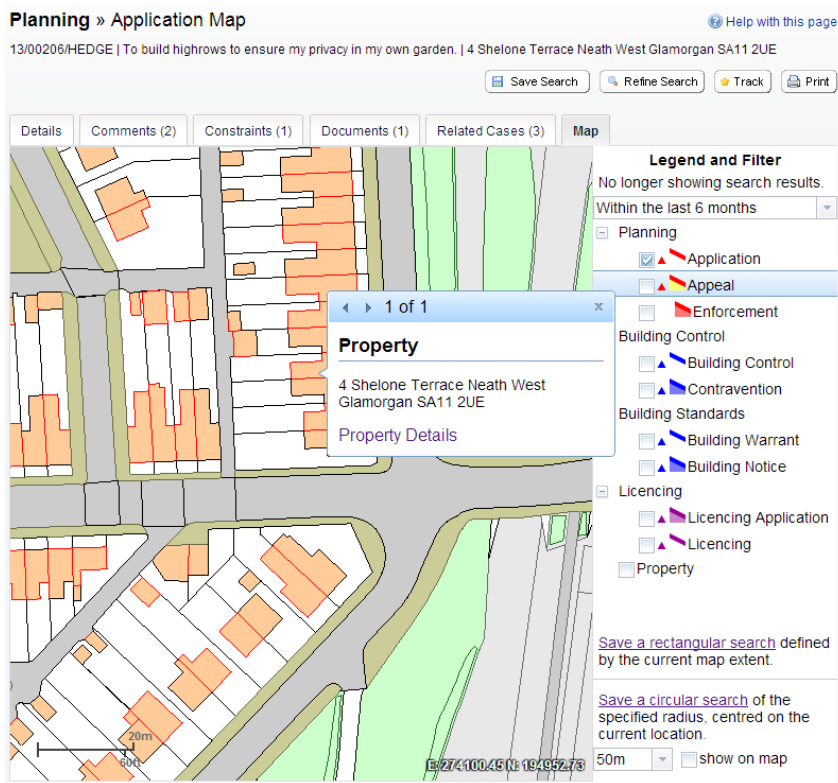 Planning » Application Map
Help with this page
13/00206/HEDGE | To build highrows to ensure my privacy in my own garden. | 4 Shelone Terrace Neath West Glamorgan SA11 2UE
Save Search
Refine Search
Track
Print
Details
Comments (2)
Constraints (1)
Documents (1)
Related Cases (3)
Map
Legend and Filter
No longer showing search results.
Within the last 6 months
Planning
Application
Appeal
Enforcement
Building Control
Building Control
Contravention
Building Standards
Building Warrant
Building Notice
Licencing
Licencing Application
Licencing
Property
Save a rectangular search defined
by the current map extent.
Save a circular search of the
specified radius, centred on the
current location.
50m
show on map
1 of 1
Property
4 Shelone Terrace Neath West
Glamorgan SA11 2UE
Property Details
20m
60ft
E: 274100.45 N: 194952.73